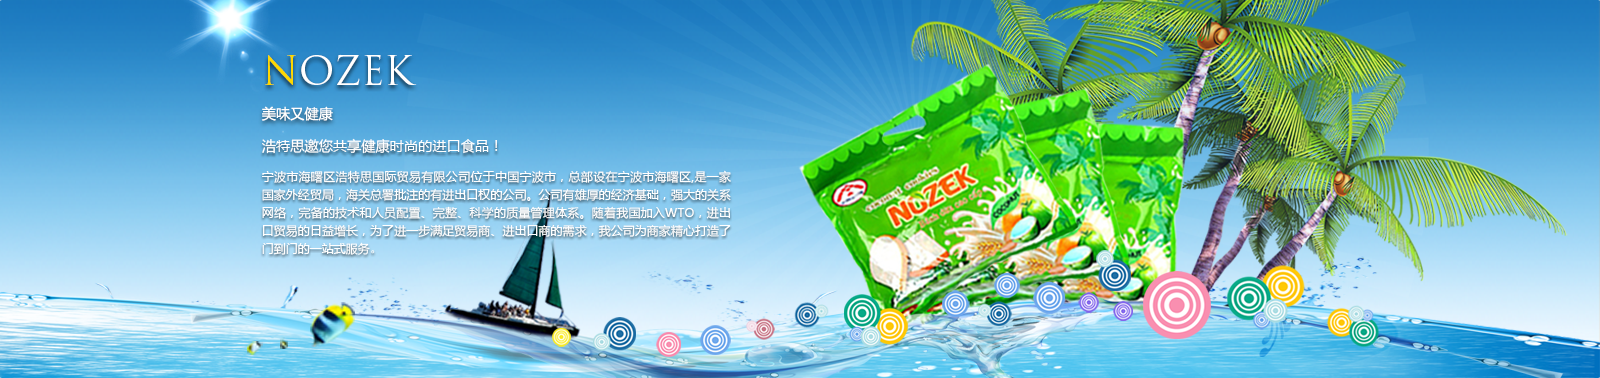 NOZEK
美味又健康
浩特思邀您共享健康时尚的进口食品！
宁波市海曙区浩特思国际贸易有限公司位于中国宁波市，总部设在宁波市海曙区,是一家
国家外经贸局，海关总署批注的有进出口权的公司。公司有雄厚的经济基础，强大的关系
网络，完备的技术和人员配置、完整、科学的质量管理体系。随着我国加入WTO，进出
口贸易的日益增长，为了进一步满足贸易商、进出口商的需求，我公司为商家精心打造了
门到门的一站式服务。
NOZEK